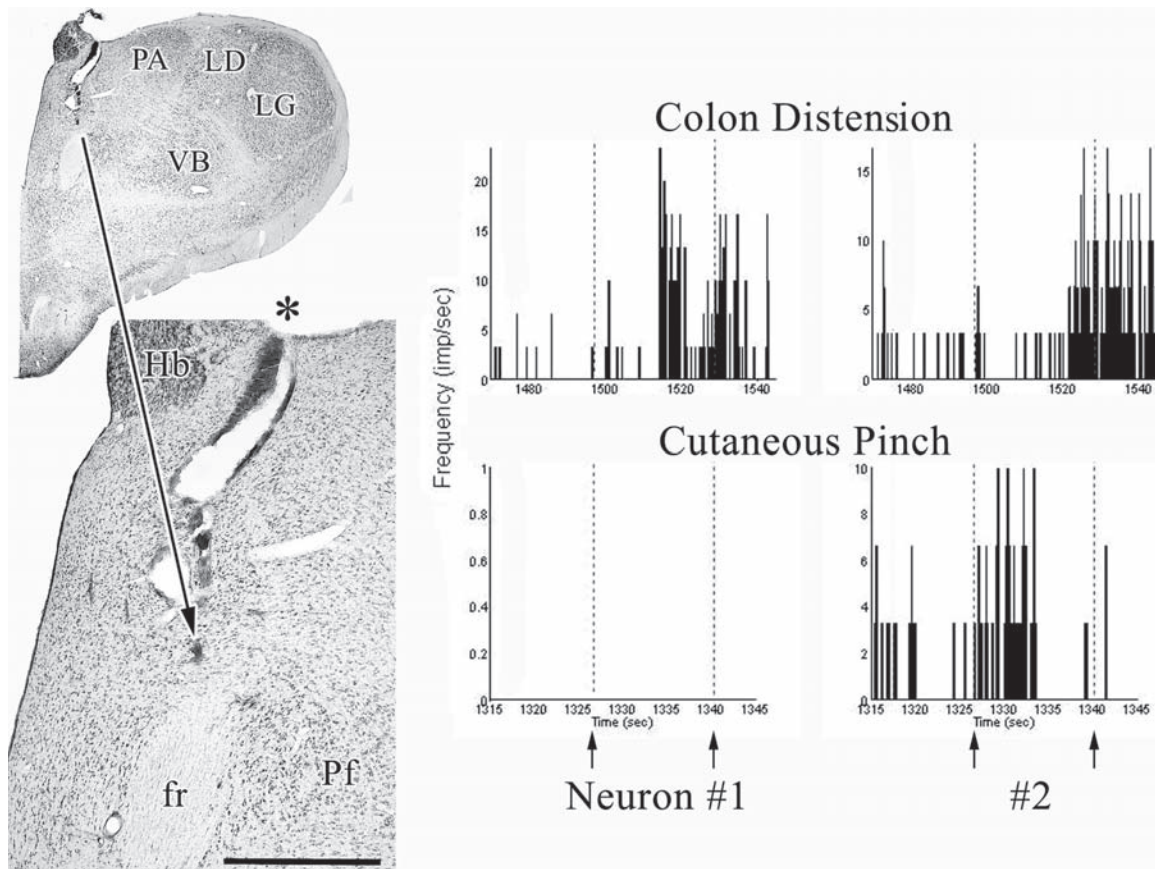 PA LD
LG
VB
*
Hb
fr
Pf
Colon Distension
Frequency (imp/sec)
20
15
10
5
0
1480 1500 1520 1540
15
10
5
0
1480 1500 1520 1540
Cutaneous Pinch
1
0.8
0.6
0.4
0.2
0
1315 1320 1325 1330 1335 1340 1345
Time (sec)
10
8
6
4
2
0
1315 1320 1325 1330 1333 1340 1345
Time (sec)
Neuron #1 #2